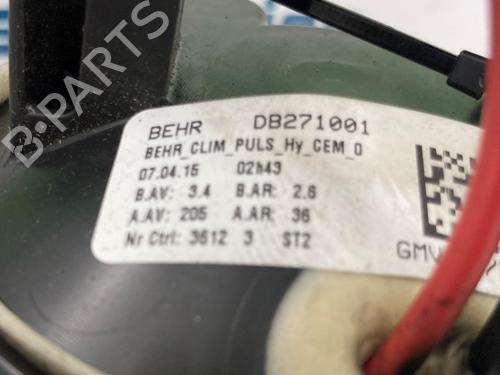 BEHR DB271001
BEHR_CLIM_PULS_Hy_CEM_0
07.04.15 02h43
B.AV: 3.4 B.AR: 2.6
A.AV: 205 A.AR: 36
Nr Ctrl: 3612 3 ST2
GMV
B-PARTS